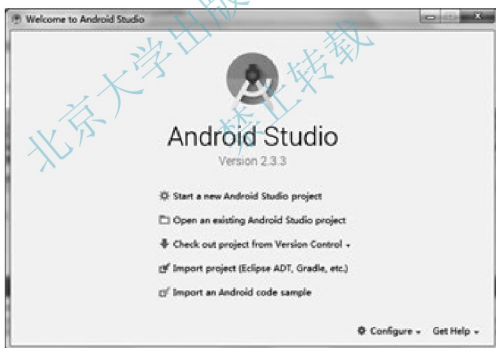 Welcome to Android Studio
北京大学出版
禁止转载
Android Studio
Version 2.3.3
Start a new Android Studio project
Open an existing Android Studio project
Check out project from Version Control
Import project (Eclipse ADT, Gradle, etc.)
Import an Android code sample
Configure
Get Help